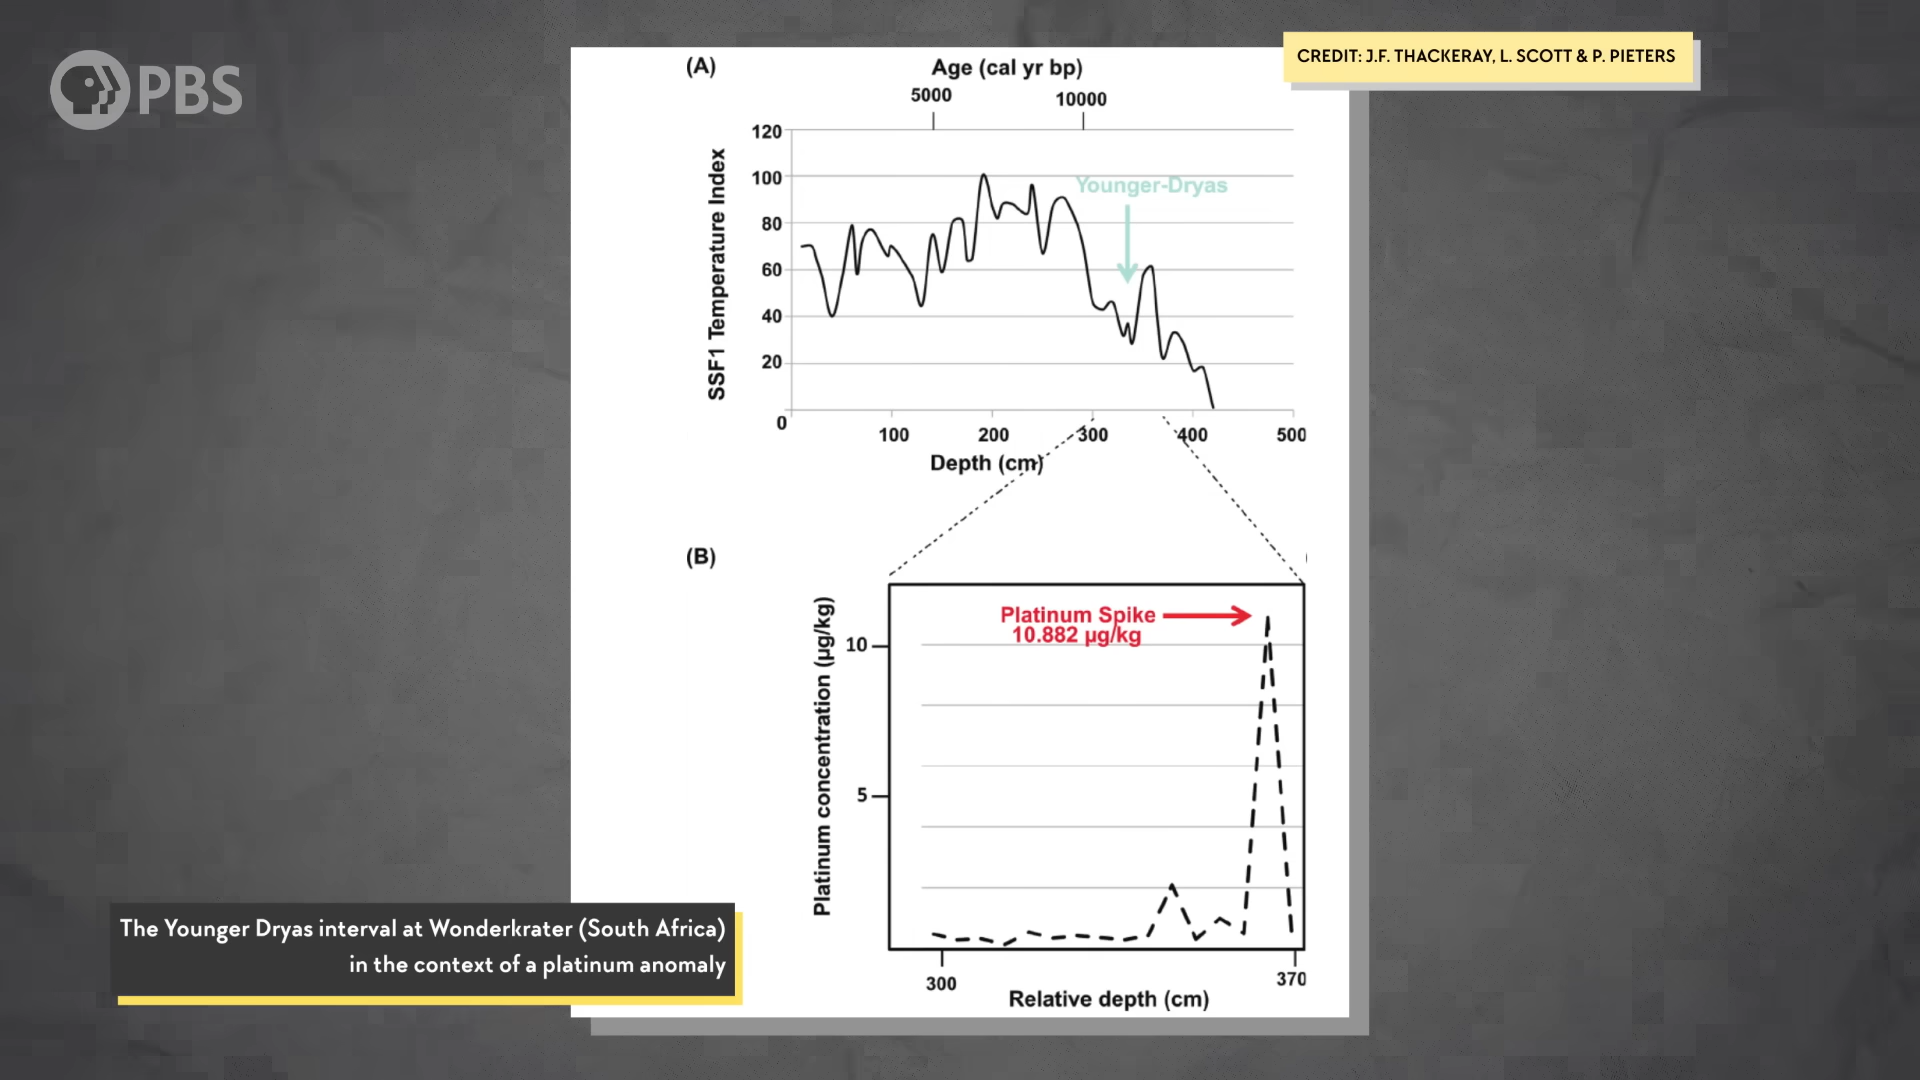 PBS
CREDIT: J.F. THACKERAY, L. SCOTT & P. PIETERS
(A)
Age (cal yr bp)
5000
10000
SSF1 Temperature Index
120
100
80
60
40
20
0
Younger-Dryas
100
200
300
400
500
Depth (cm)
(B)
Platinum concentration (µg/kg)
10
5
Platinum Spike
10.882 µg/kg
300
370
Relative depth (cm)
The Younger Dryas interval at Wonderkrater (South Africa)
in the context of a platinum anomaly